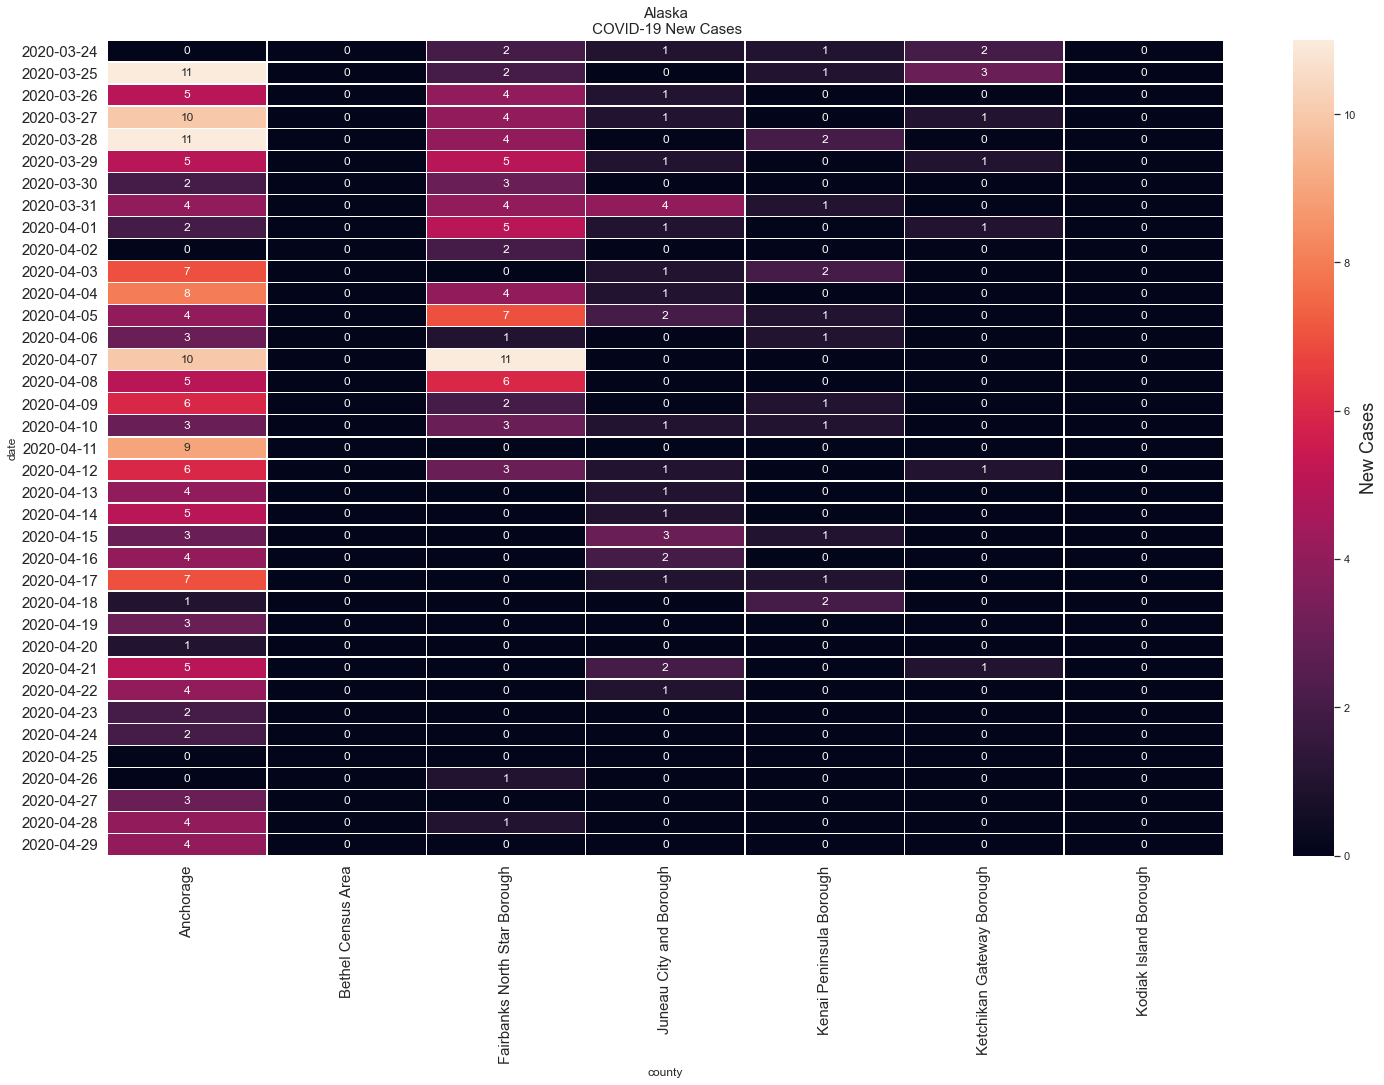 Alaska
COVID-19 New Cases
2020-03-24 0 0 2 1 1 2 0
2020-03-25 11 0 2 0 1 3 0
2020-03-26 5 0 4 1 0 0 0
2020-03-27 10 0 4 1 0 1 0
2020-03-28 11 0 4 0 2 0 0
2020-03-29 5 0 5 1 0 1 0
2020-03-30 2 0 3 0 0 0 0
2020-03-31 4 0 4 4 1 0 0
2020-04-01 2 0 5 1 0 1 0
2020-04-02 0 0 2 0 0 0 0
2020-04-03 7 0 0 1 2 0 0
2020-04-04 8 0 4 1 0 0 0
2020-04-05 4 0 7 2 1 0 0
2020-04-06 3 0 1 0 1 0 0
2020-04-07 10 0 11 0 0 0 0
2020-04-08 5 0 6 0 0 0 0
2020-04-09 6 0 2 0 1 0 0
2020-04-10 3 0 3 1 1 0 0
2020-04-11 9 0 0 0 0 0 0
2020-04-12 6 0 3 1 0 1 0
2020-04-13 4 0 0 1 0 0 0
2020-04-14 5 0 0 1 0 0 0
2020-04-15 3 0 0 3 1 0 0
2020-04-16 4 0 0 2 0 0 0
2020-04-17 7 0 0 1 1 0 0
2020-04-18 1 0 0 0 2 0 0
2020-04-19 3 0 0 0 0 0 0
2020-04-20 1 0 0 0 0 0 0
2020-04-21 5 0 0 2 0 1 0
2020-04-22 4 0 0 1 0 0 0
2020-04-23 2 0 0 0 0 0 0
2020-04-24 2 0 0 0 0 0 0
2020-04-25 0 0 0 0 0 0 0
2020-04-26 0 0 1 0 0 0 0
2020-04-27 3 0 0 0 0 0 0
2020-04-28 4 0 1 0 0 0 0
2020-04-29 4 0 0 0 0 0 0
date
Anchorage
Bethel Census Area
Fairbanks North Star Borough
Juneau City and Borough
Kenai Peninsula Borough
Ketchikan Gateway Borough
Kodiak Island Borough
county
10
8
6
4
2
0
New Cases